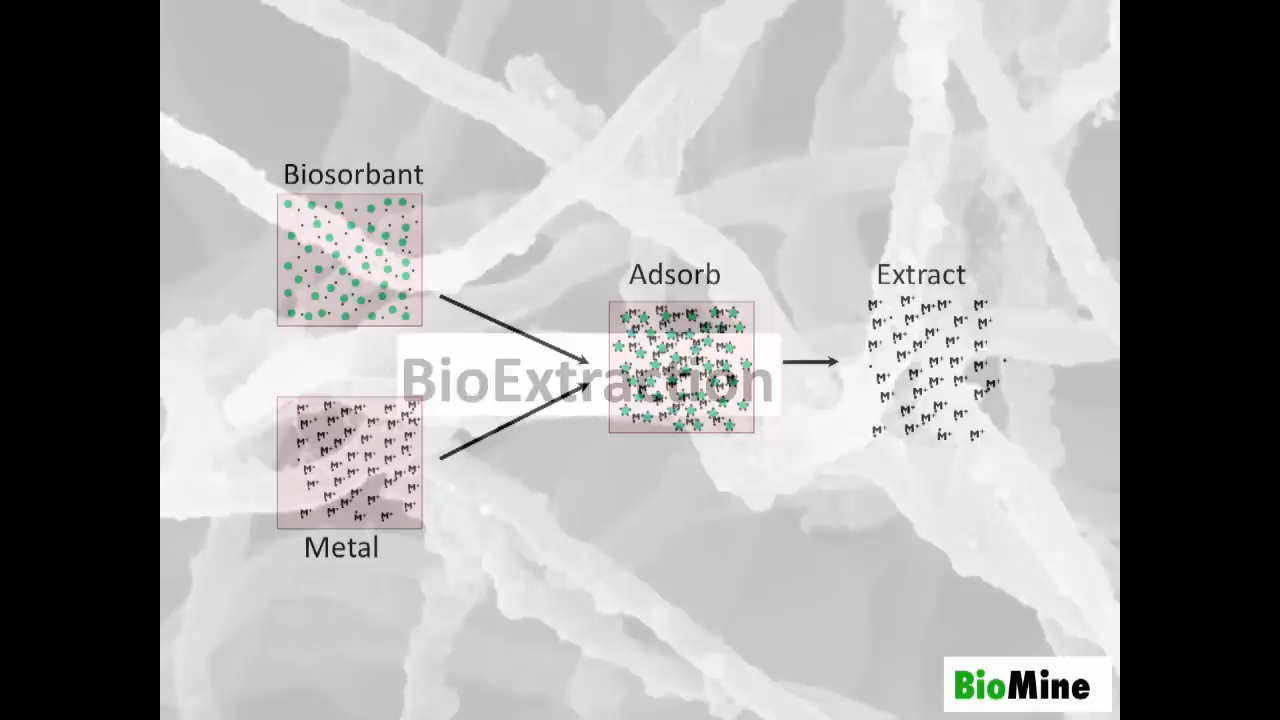 Biosorbant
Adsorb
Extract
BioExtraction
Metal
BioMine